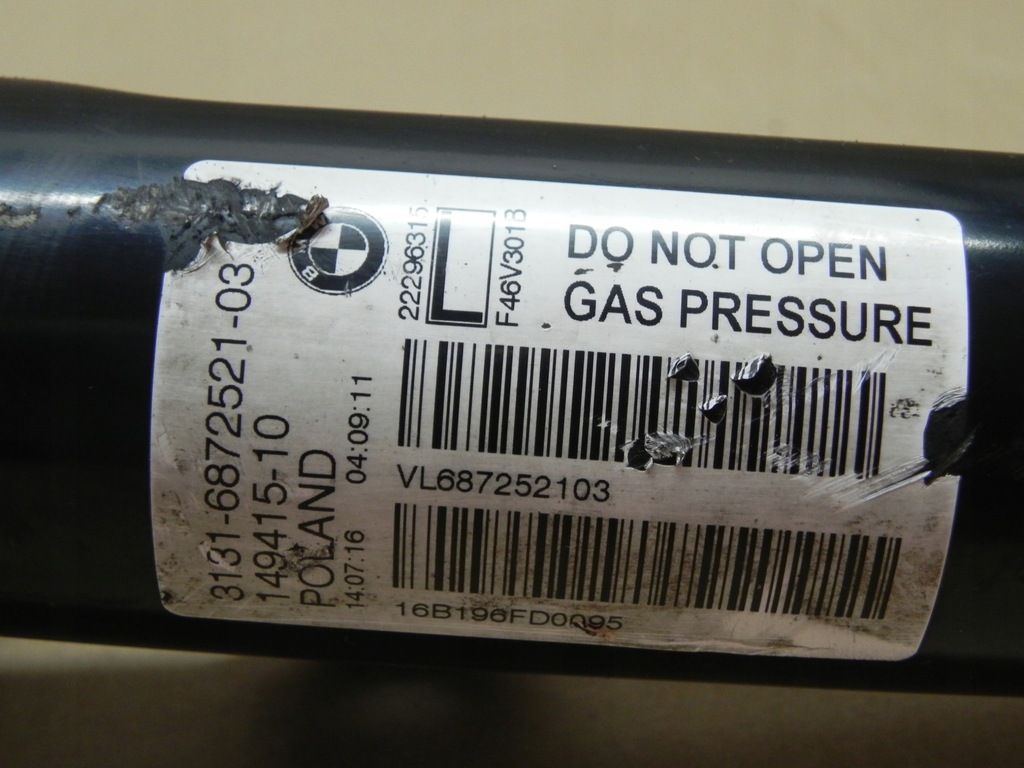 3131-6872521-03
149415-10
POLAND
14:07:16 04:09:11
B
22296315
L
F46V301B
DO NOT OPEN
GAS PRESSURE
VL687252103
16B196FD0095